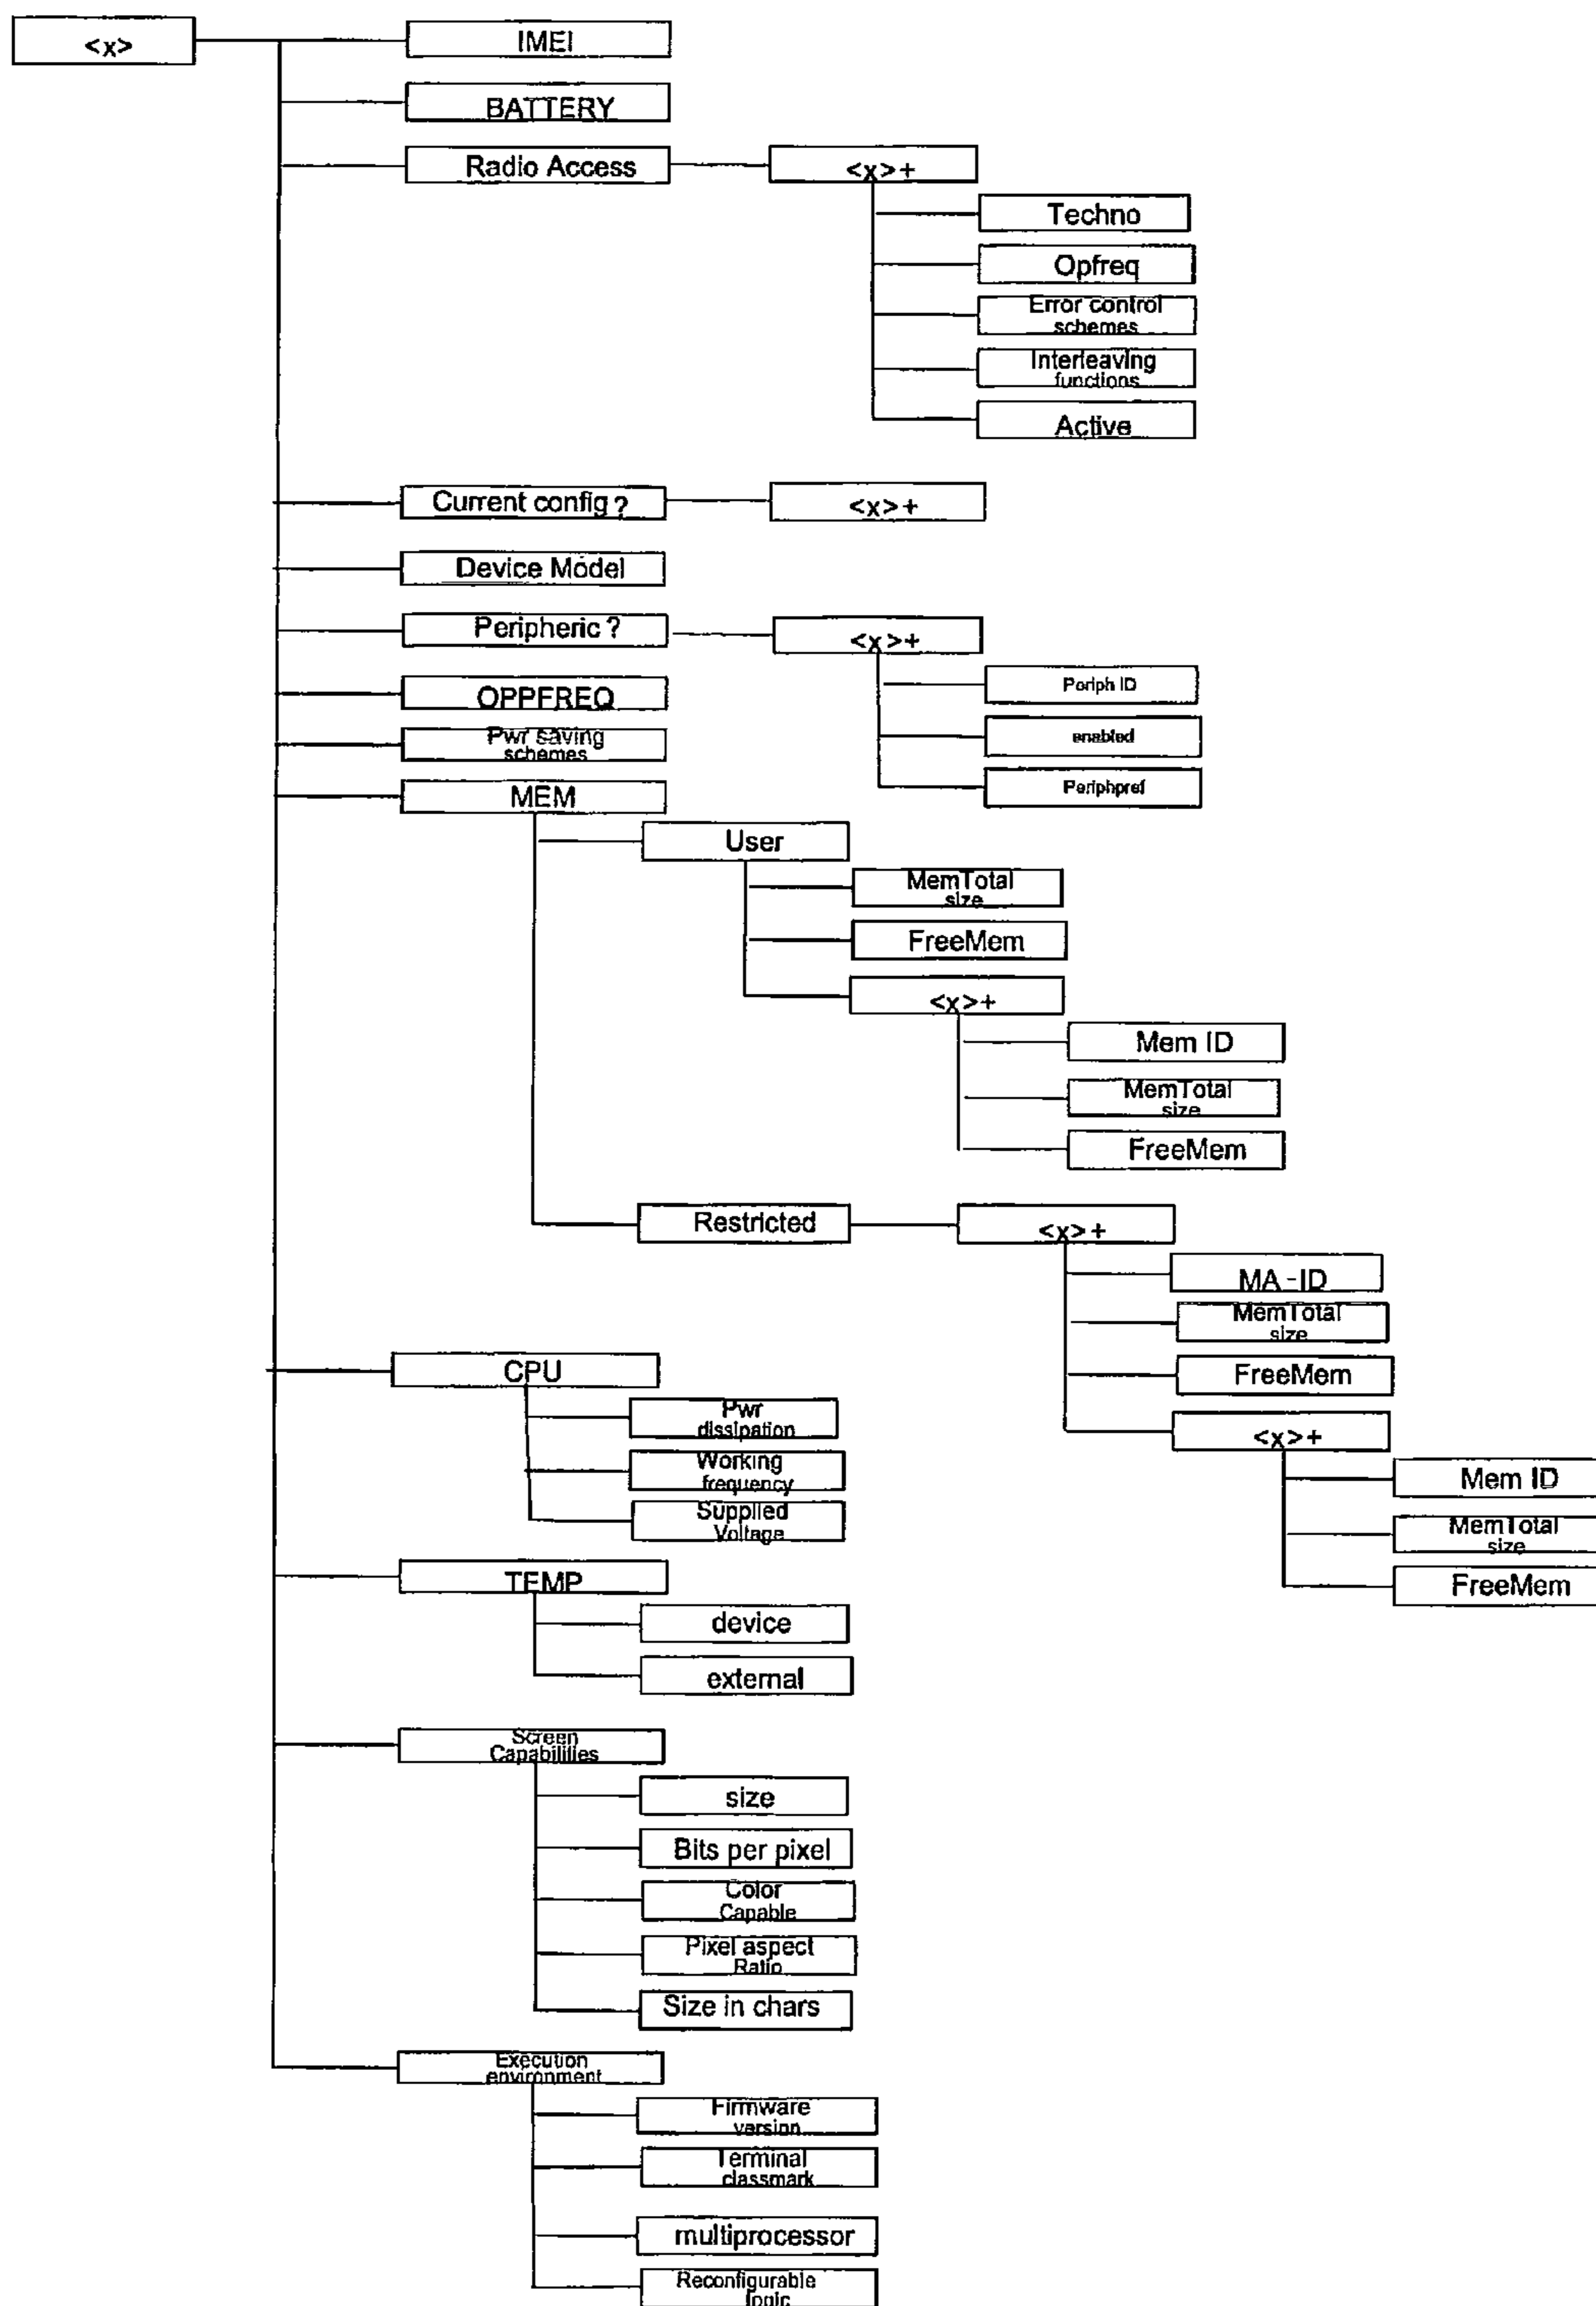 <x>
IMEI
BATTERY
Radio Access
<x>+
Techno
Opfreq
Error control
schemes
Interleaving
functions
Active
Current config ?
<x>+
Device Model
Peripheric ?
<x>+
Periph ID
OPPFREQ
enabled
Pwr saving
schemes
Periphpref
MEM
User
MemTotal
size
FreeMem
<x>+
Mem ID
MemTotal
size
FreeMem
Restricted
<x>+
MA-ID
MemTotal
size
FreeMem
<x>+
Mem ID
MemTotal
size
FreeMem
CPU
Pwr
dissipation
Working
frequency
Supplied
Voltage
TEMP
device
external
Screen
Capabilities
size
Bits per pixel
Color
Capable
Pixel aspect
Ratio
Size in chars
Execution
environment
Firmware
version
Terminal
classmark
multiprocessor
Reconfigurable
logic